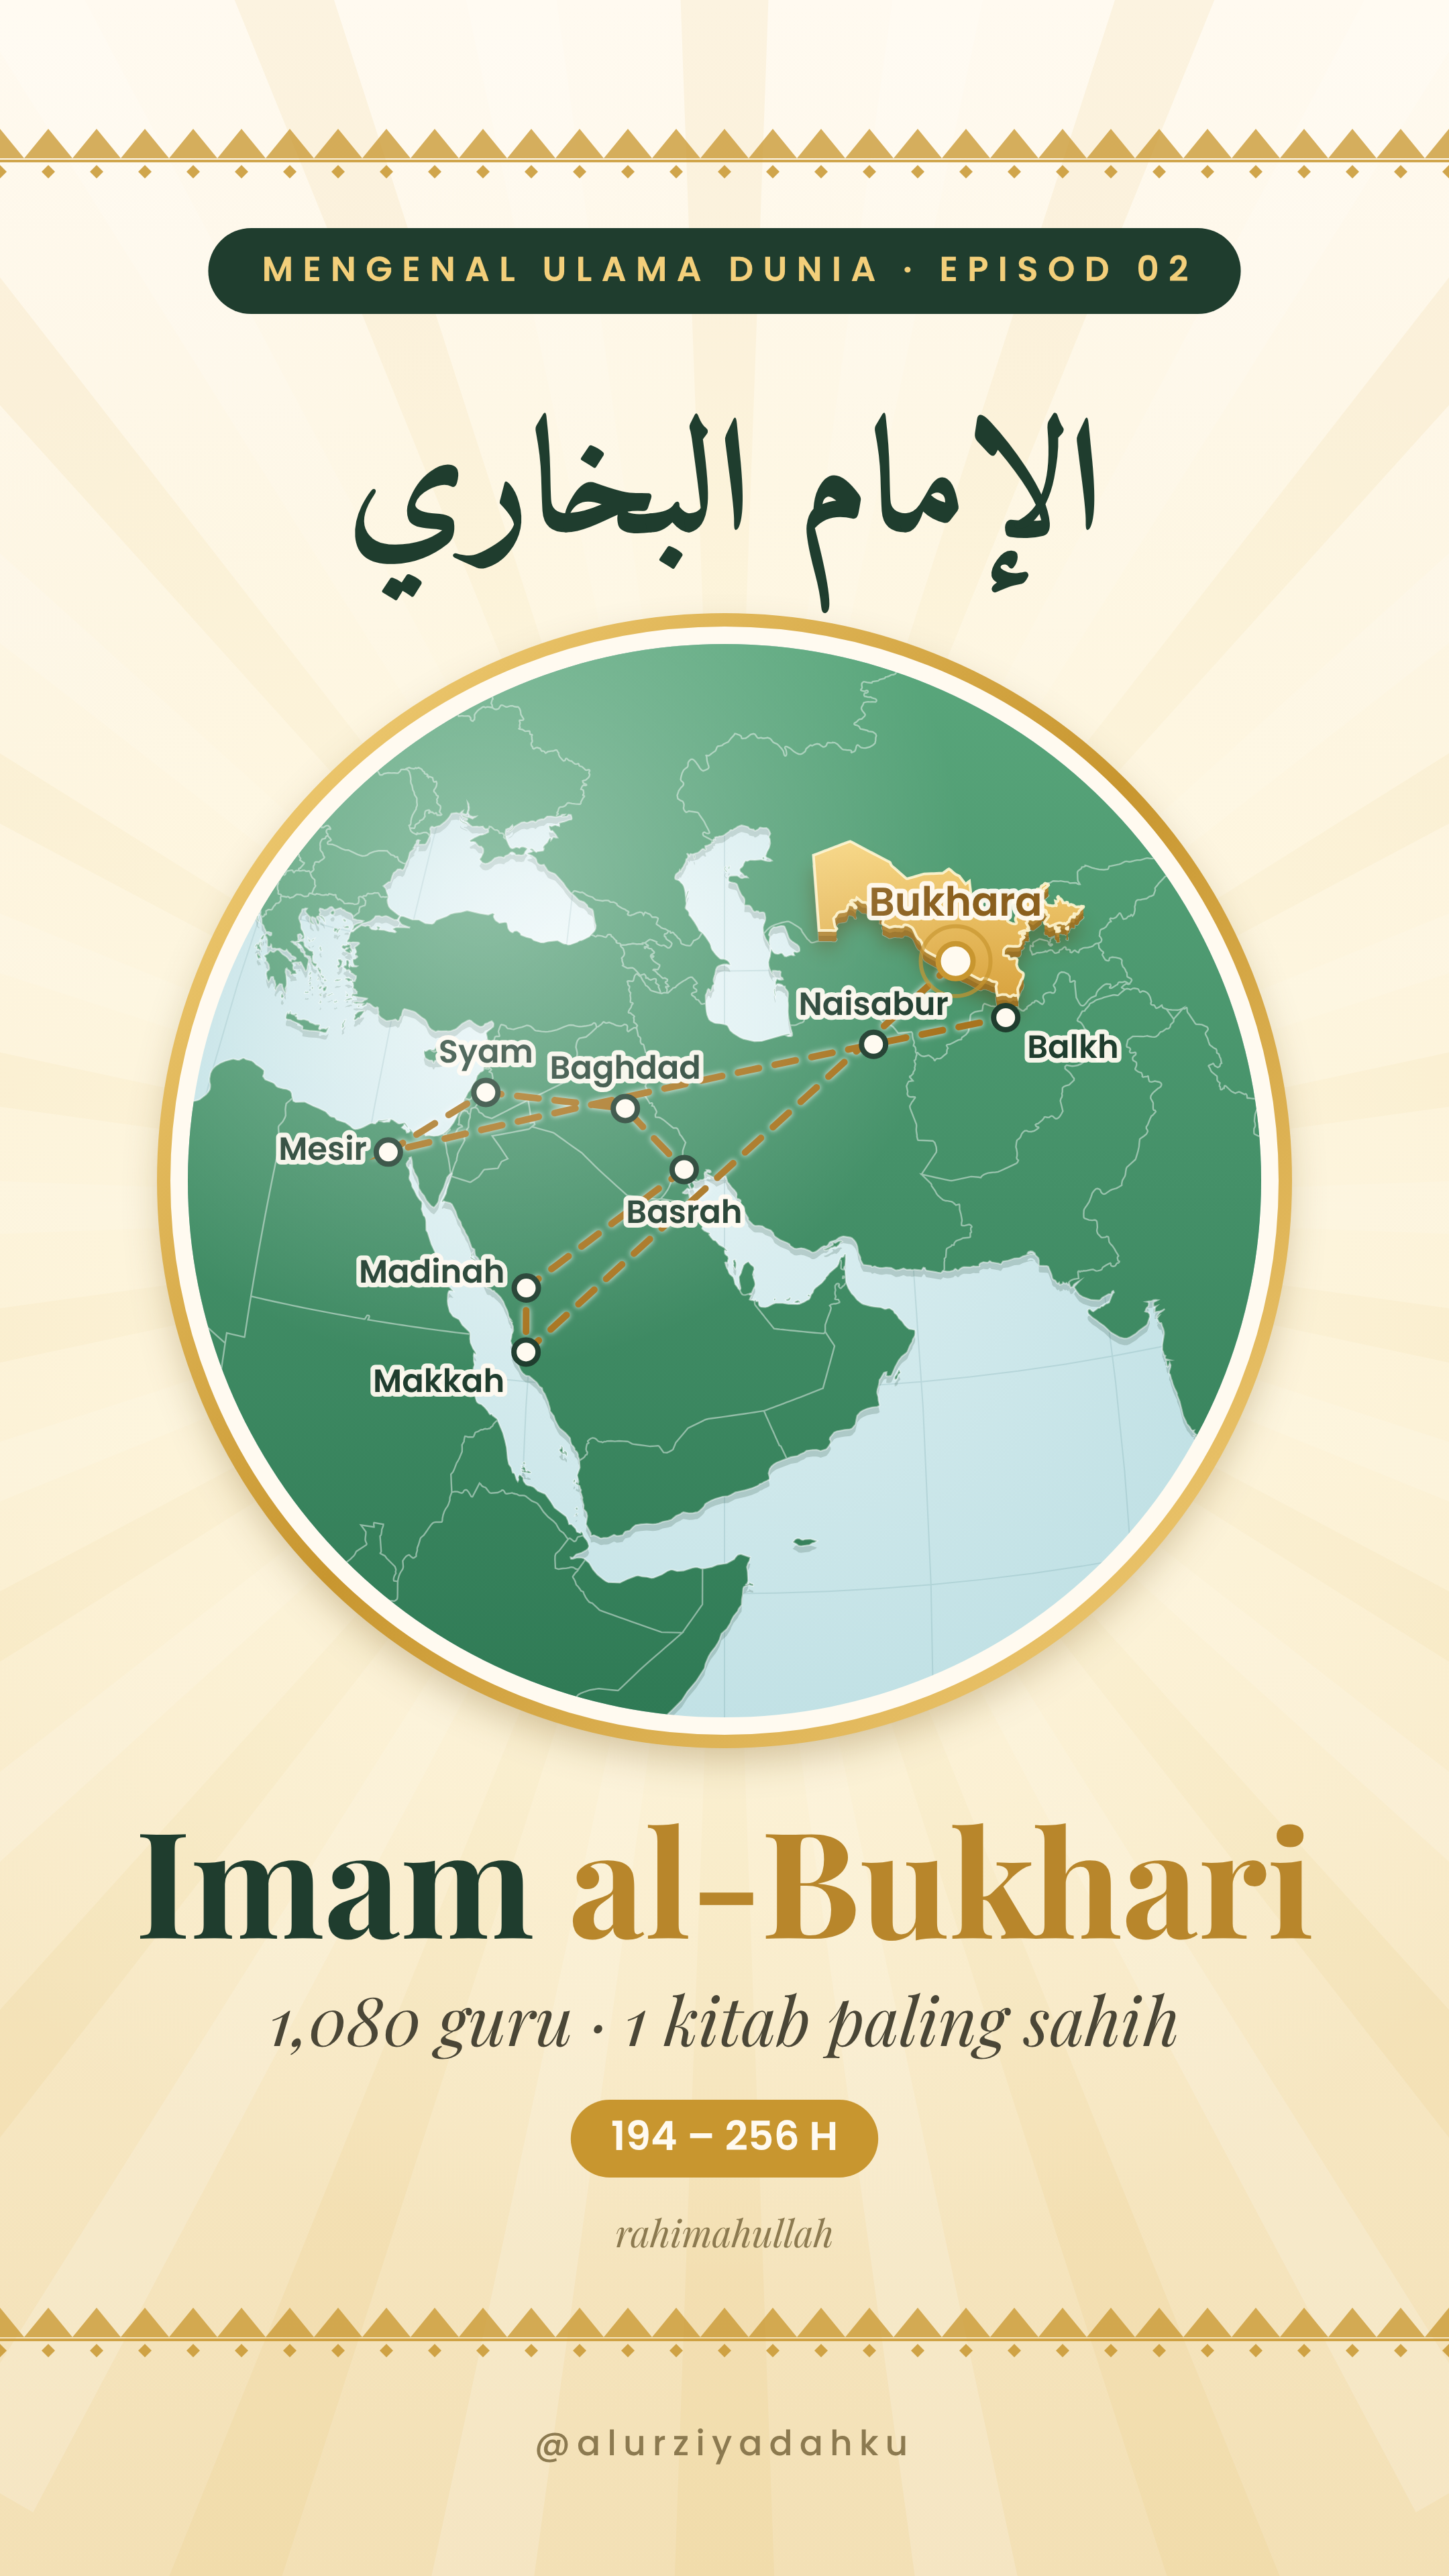 MENGENAL ULAMA DUNIA · EPISOD 02
الإمام البخاري
Bukhara
Naisabur
Balkh
Syam
Baghdad
Mesir
Basrah
Madinah
Makkah
Imam al-Bukhari
1,080 guru · 1 kitab paling sahih
194 – 256 H
rahimahullah
@alurziyadahku